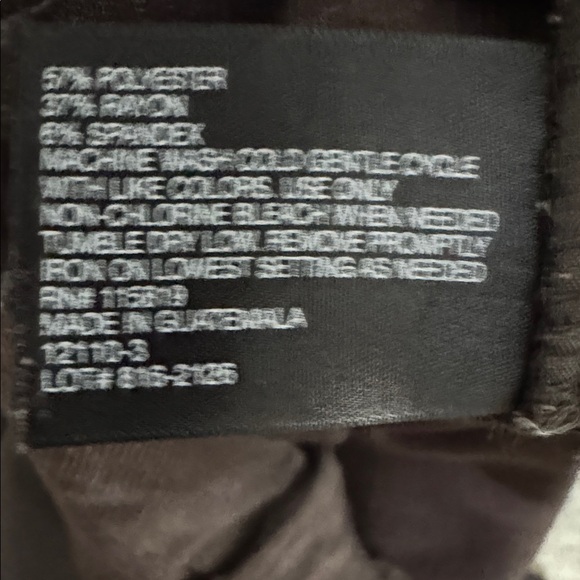 57% POLYESTER
37% RAYON
6% SPANDEX
MACHINE WASH COLD GENTLE CYCLE
WITH LIKE COLORS. USE ONLY
NON-CHLORINE BLEACH WHEN NEEDED
TUMBLE DRY LOW. REMOVE PROMPTLY
IRON ON LOWEST SETTING AS NEEDED
RN#
MADE IN GUATEMALA
12110-3
LOT# 816-2126